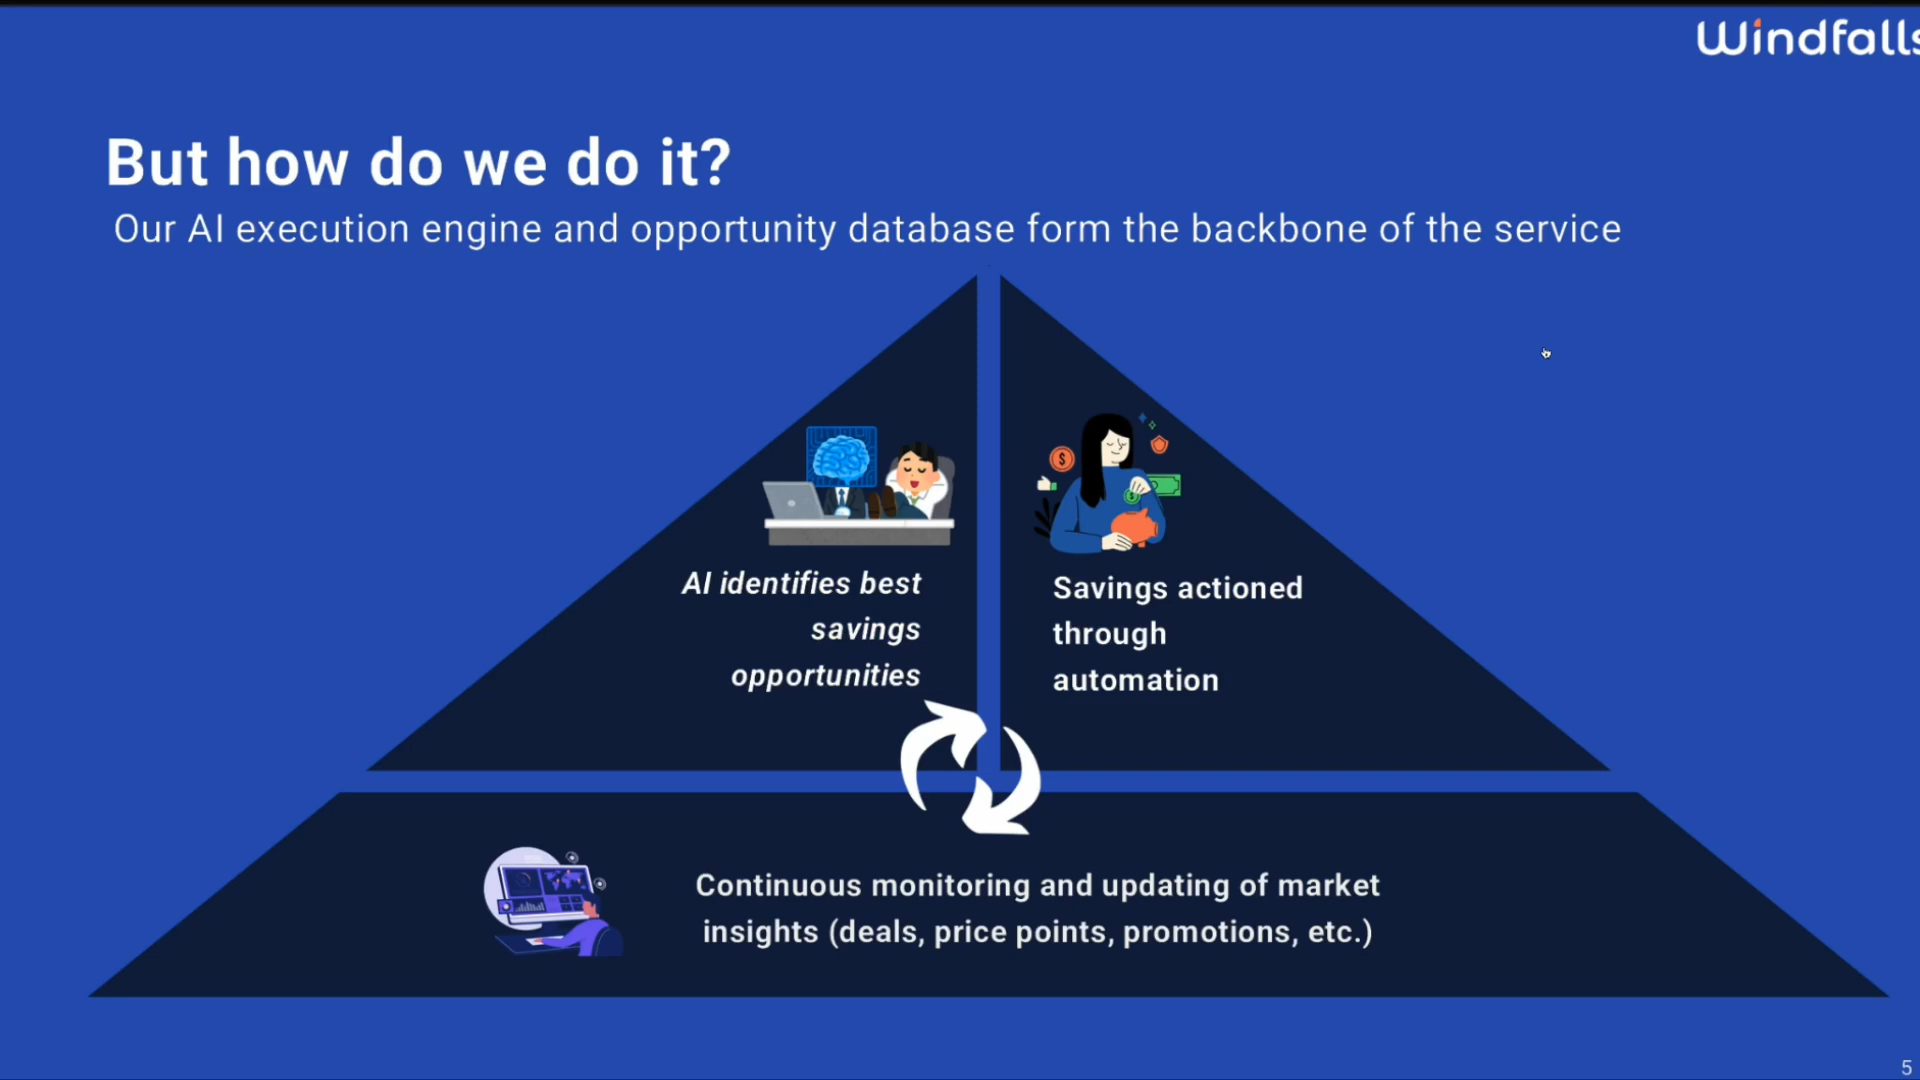 Windfalls
But how do we do it?
Our AI execution engine and opportunity database form the backbone of the service
AI identifies best
savings
opportunities
Savings actioned
through
automation
Continuous monitoring and updating of market
insights (deals, price points, promotions, etc.)
5